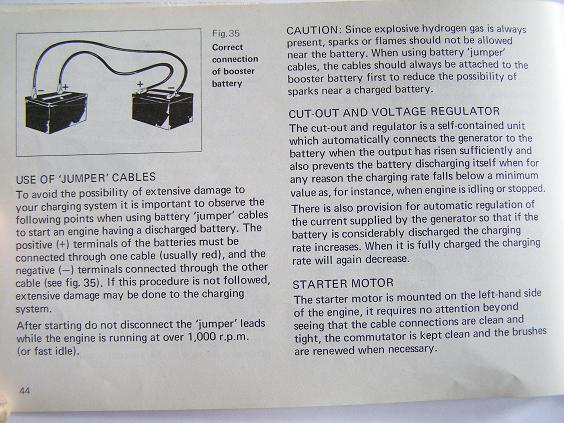 Fig. 35
Correct
connection
of booster
battery
+
+
USE OF 'JUMPER' CABLES
To avoid the possibility of extensive damage to
your charging system it is important to observe the
following points when using battery 'jumper' cables
to start an engine having a discharged battery. The
positive (+) terminals of the batteries must be
connected through one cable (usually red), and the
negative (—) terminals connected through the other
cable (see fig. 35). If this procedure is not followed,
extensive damage may be done to the charging
system.
After starting do not disconnect the 'jumper' leads
while the engine is running at over 1,000 r.p.m.
(or fast idle).
44
CAUTION: Since explosive hydrogen gas is always
present, sparks or flames should not be allowed
near the battery. When using battery 'jumper'
cables, the cables should always be attached to the
booster battery first to reduce the possibility of
sparks near a charged battery.
CUT-OUT AND VOLTAGE REGULATOR
The cut-out and regulator is a self-contained unit
which automatically connects the generator to the
battery when the output has risen sufficiently and
also prevents the battery discharging itself when for
any reason the charging rate falls below a minimum
value as, for instance, when engine is idling or stopped.
There is also provision for automatic regulation of
the current supplied by the generator so that if the
battery is considerably discharged the charging
rate increases. When it is fully charged the charging
rate will again decrease.
STARTER MOTOR
The starter motor is mounted on the left-hand side
of the engine, it requires no attention beyond
seeing that the cable connections are clean and
tight, the commutator is kept clean and the brushes
are renewed when necessary.